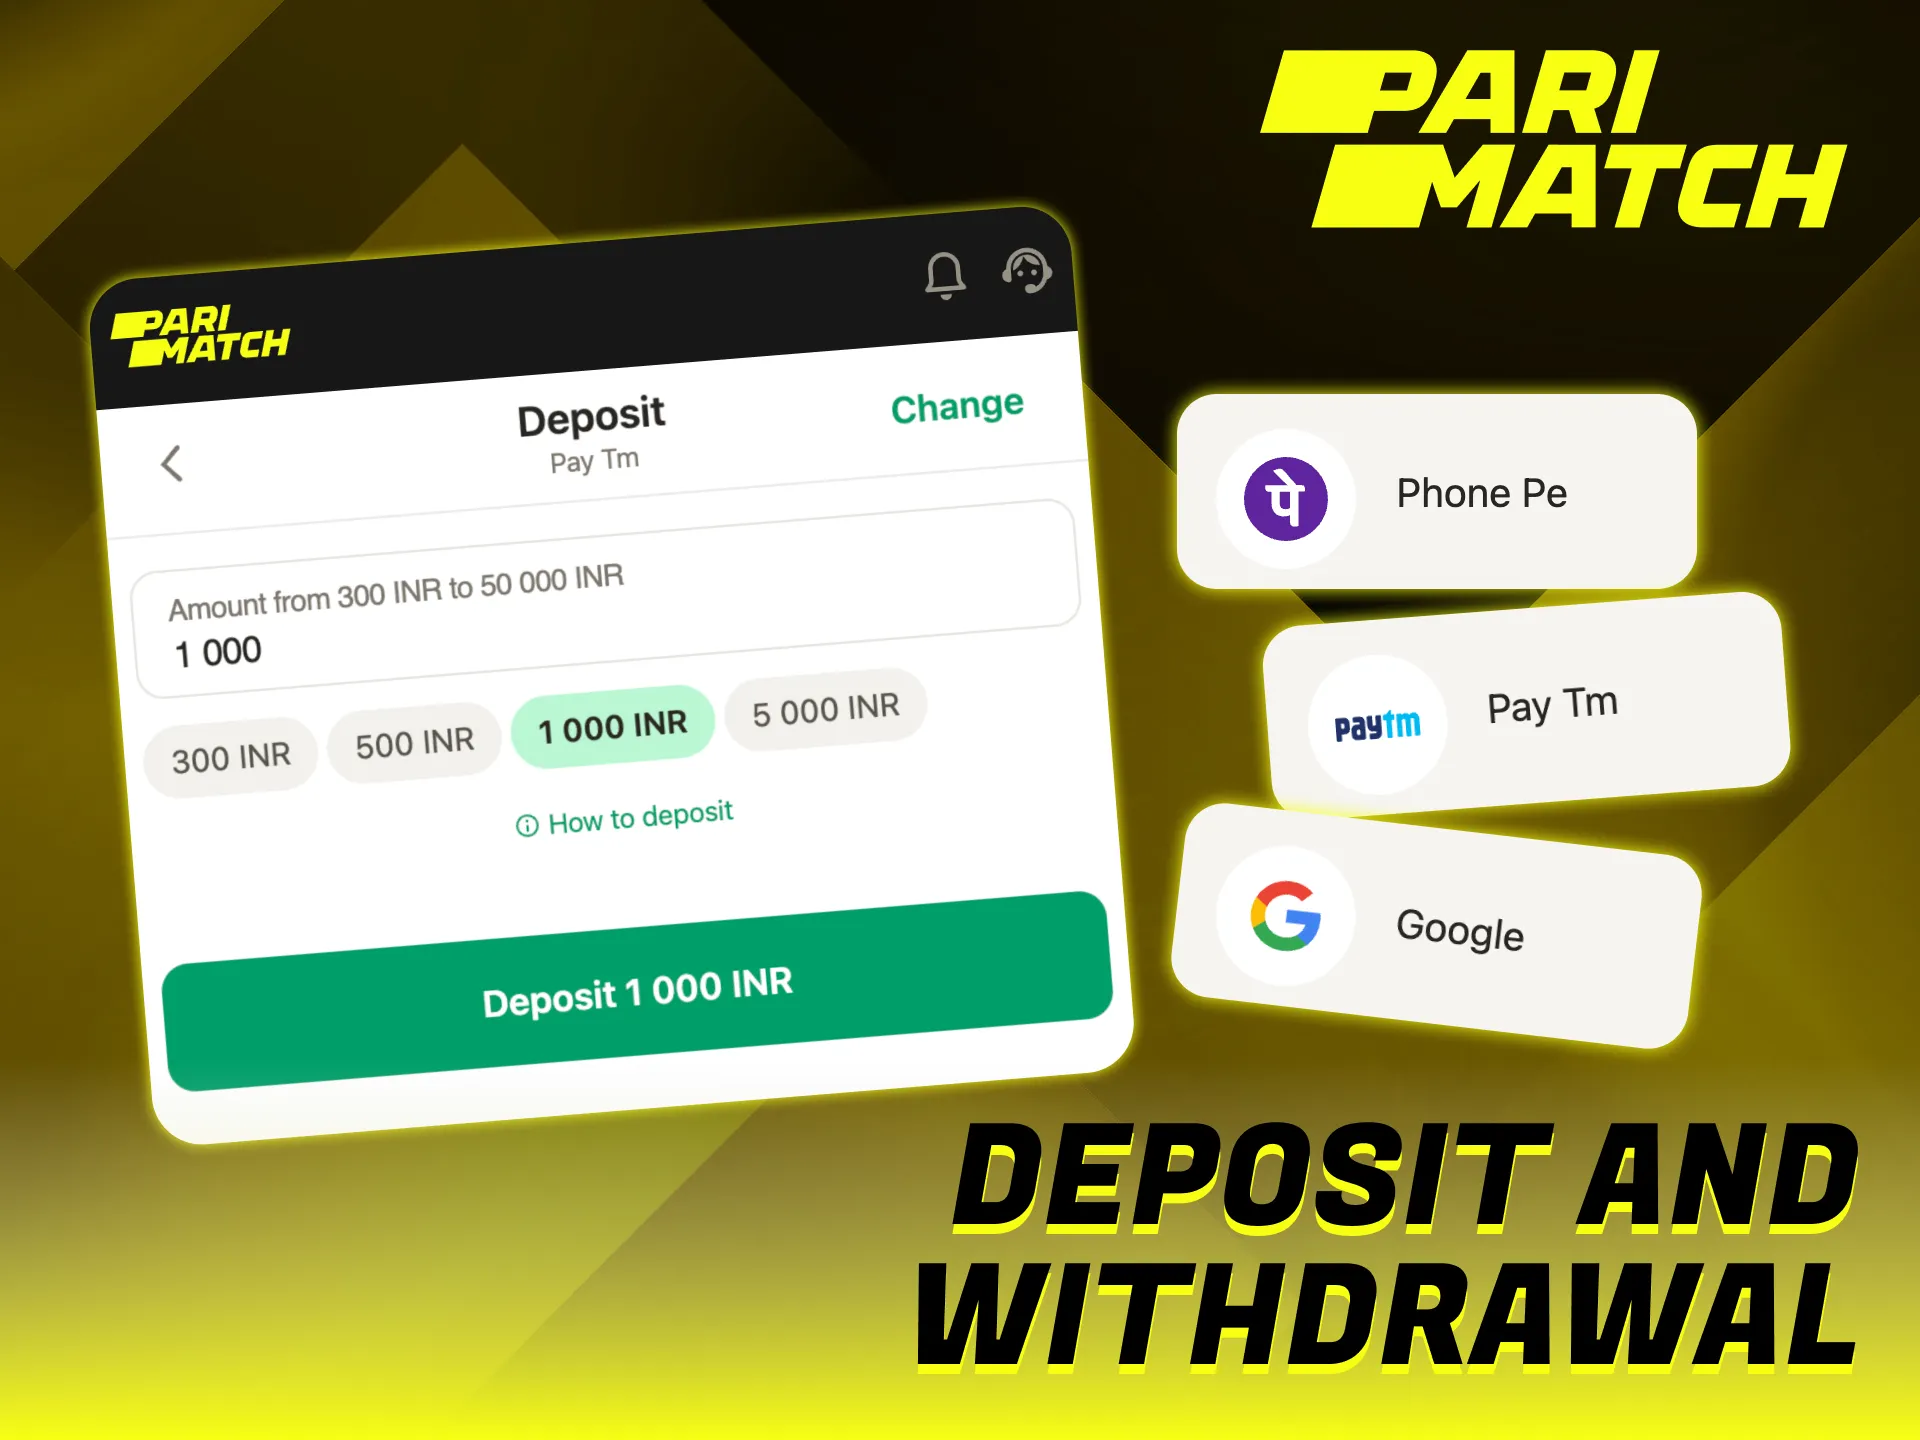 PARI
MATCH
PARI
MATCH
Deposit
Pay Tm
Change
Amount from 300 INR to 50 000 INR
1 000
300 INR
500 INR
1 000 INR
5 000 INR
How to deposit
Deposit 1 000 INR
पे
Phone Pe
paytm
Pay Tm
G
Google
DEPOSIT AND
WITHDRAWAL